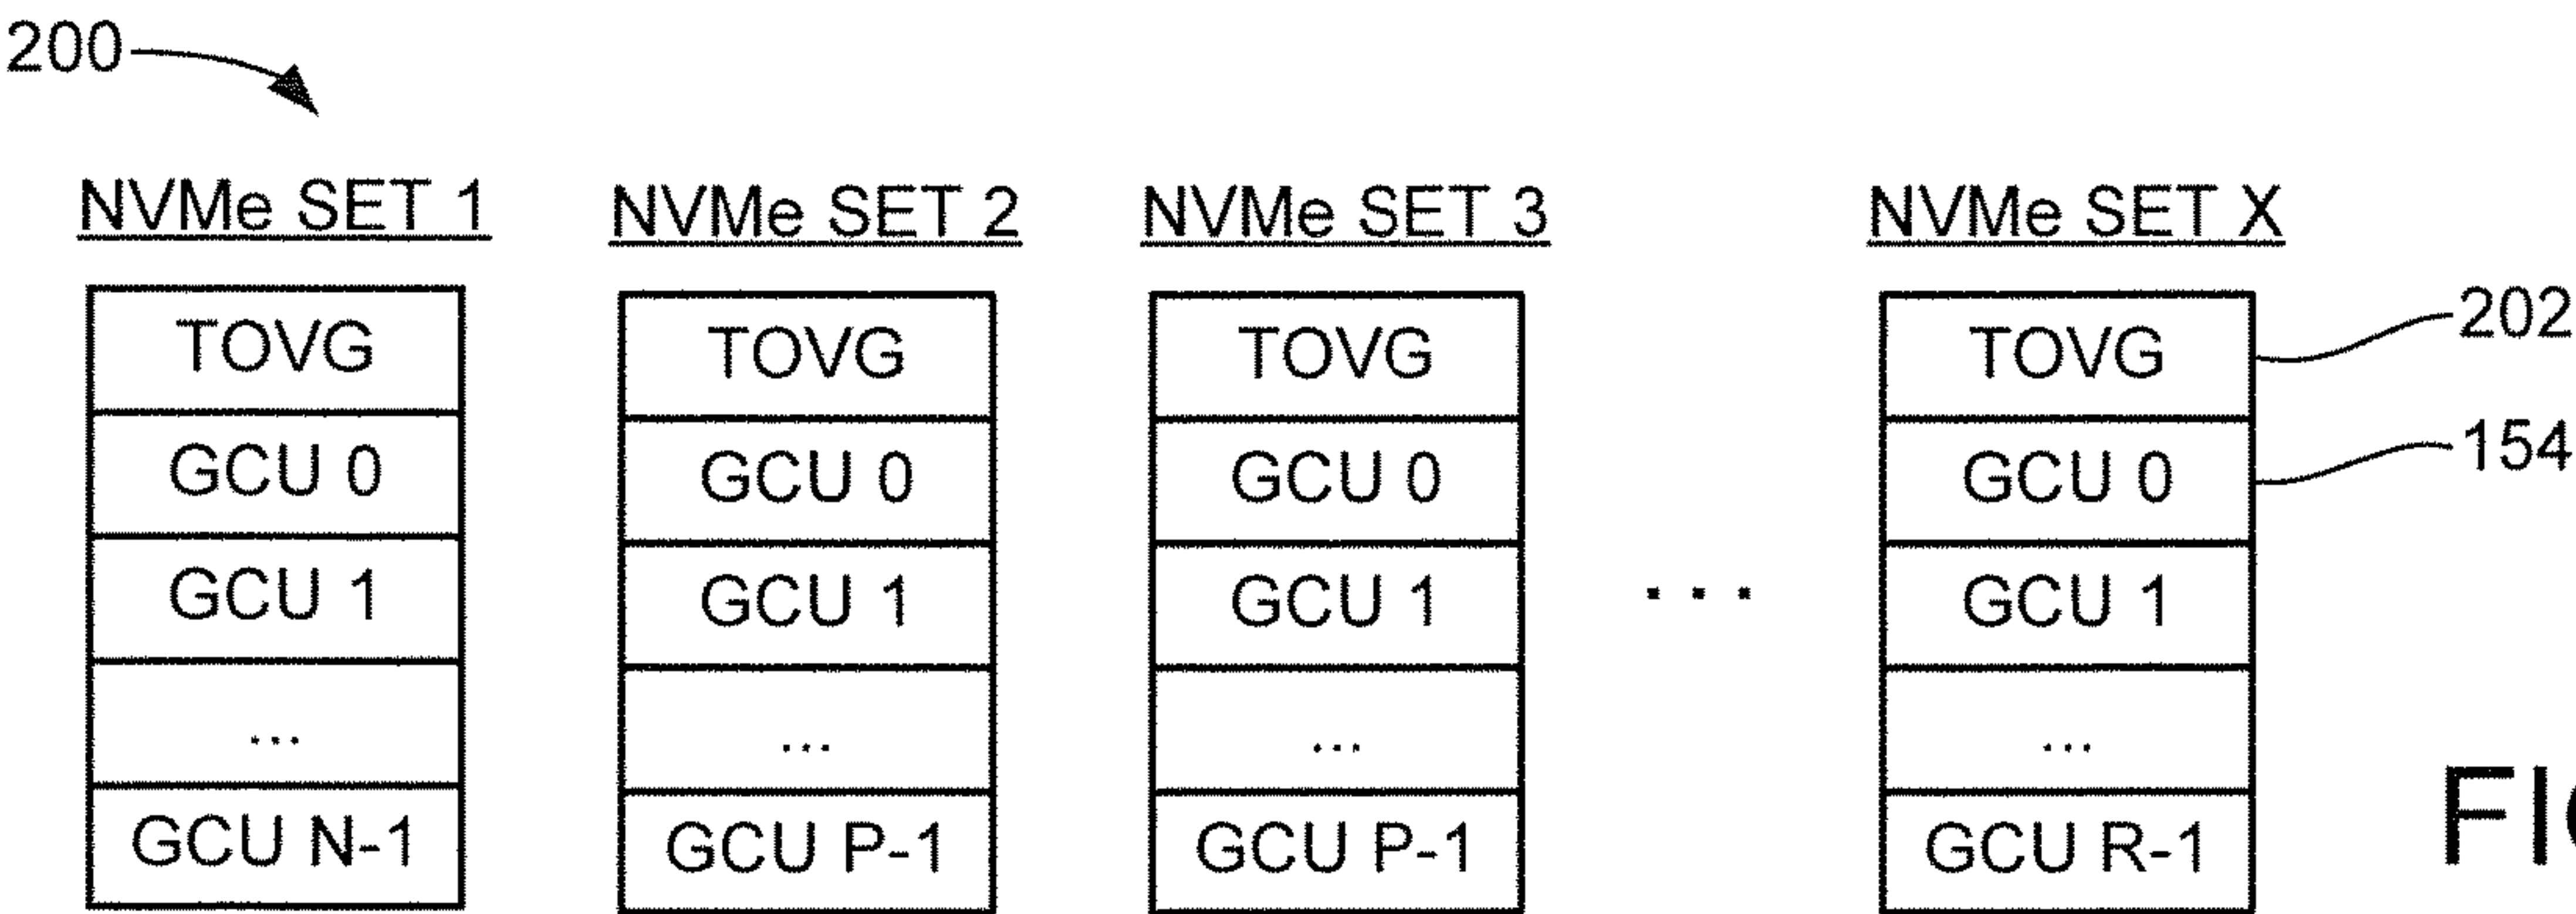 200
NVMe SET 1 NVMe SET 2 NVMe SET 3 NVMe SET X
TOVG TOVG TOVG TOVG 202
GCU 0 GCU 0 GCU 0 GCU 0 154
GCU 1 GCU 1 GCU 1 ... GCU 1
... ... ... ...
GCU N-1 GCU P-1 GCU P-1 GCU R-1